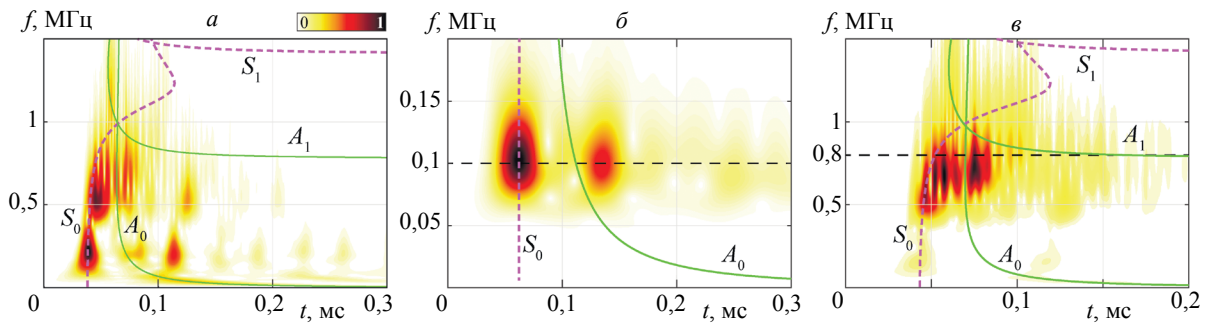 f, МГц
а
0
1
S₁
1
A₁
0,5
S₀
A₀
0
0,1
0,2
0,3
t, мс
f, МГц
б
0,15
0,1
0,05
S₀
A₀
0
0,1
0,2
0,3
t, мс
f, МГц
в
S₁
1
A₁
0,8
0,5
S₀
A₀
0
0,1
0,2
t, мс